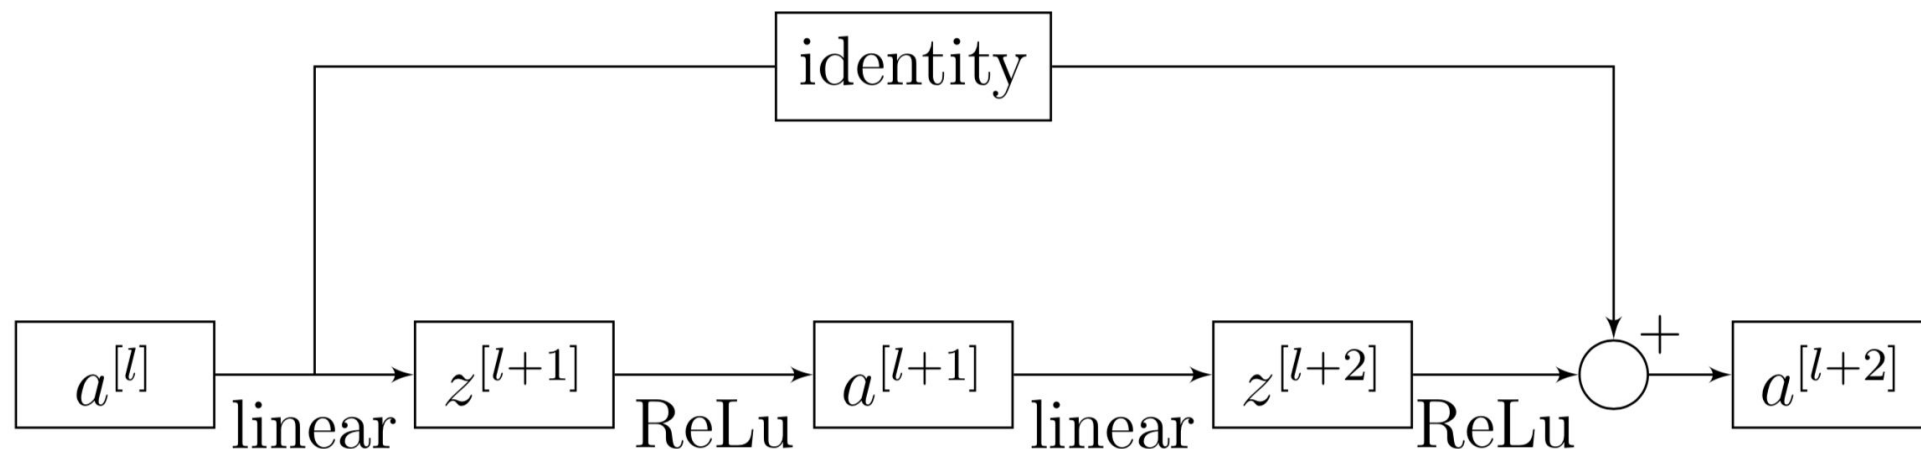 identity
+
a^{[l]} z^{[l+1]} a^{[l+1]} z^{[l+2]} a^{[l+2]}
linear ReLu linear ReLu